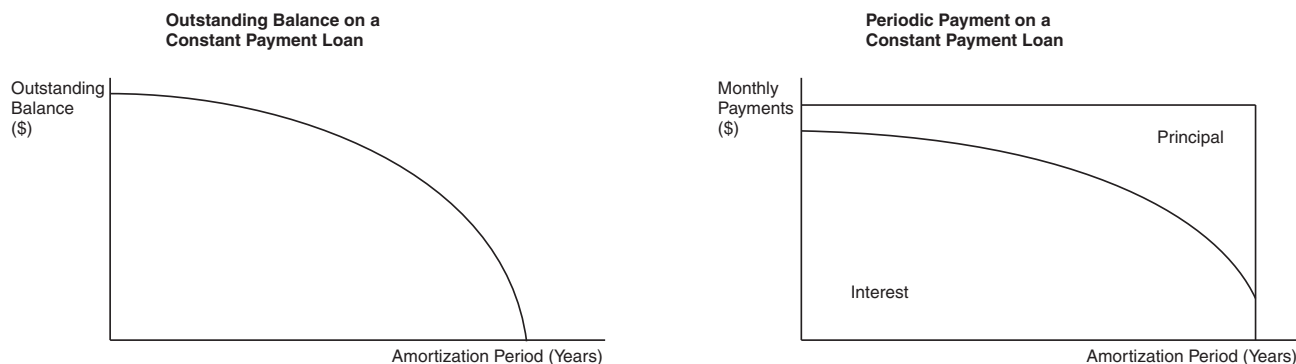 Outstanding Balance on a
Constant Payment Loan
Outstanding
Balance
($)
Amortization Period (Years)
Periodic Payment on a
Constant Payment Loan
Monthly
Payments
($)
Principal
Interest
Amortization Period (Years)